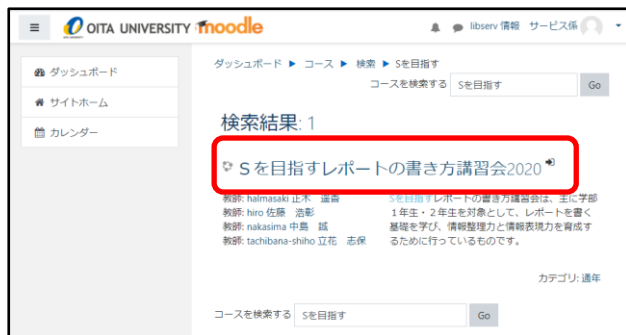 OITA UNIVERSITY moodle
libserv 情報 サービス係
ダッシュボード
サイトホーム
カレンダー
ダッシュボード ▶ コース ▶ 検索 ▶ Sを目指す
コースを検索する Sを目指す Go
検索結果: 1
Sを目指すレポートの書き方講習会2020
教師: halmasaki 正木 遥香
教師: hiro 佐藤 浩彰
教師: nakasima 中島 誠
教師: tachibana-shiho 立花 志保
Sを目指すレポートの書き方講習会は、主に学部
1年生・2年生を対象として、レポートを書く
基礎を学び、情報整理力と情報表現力を育成す
るために行っているものです。
カテゴリ: 通年
コースを検索する Sを目指す Go